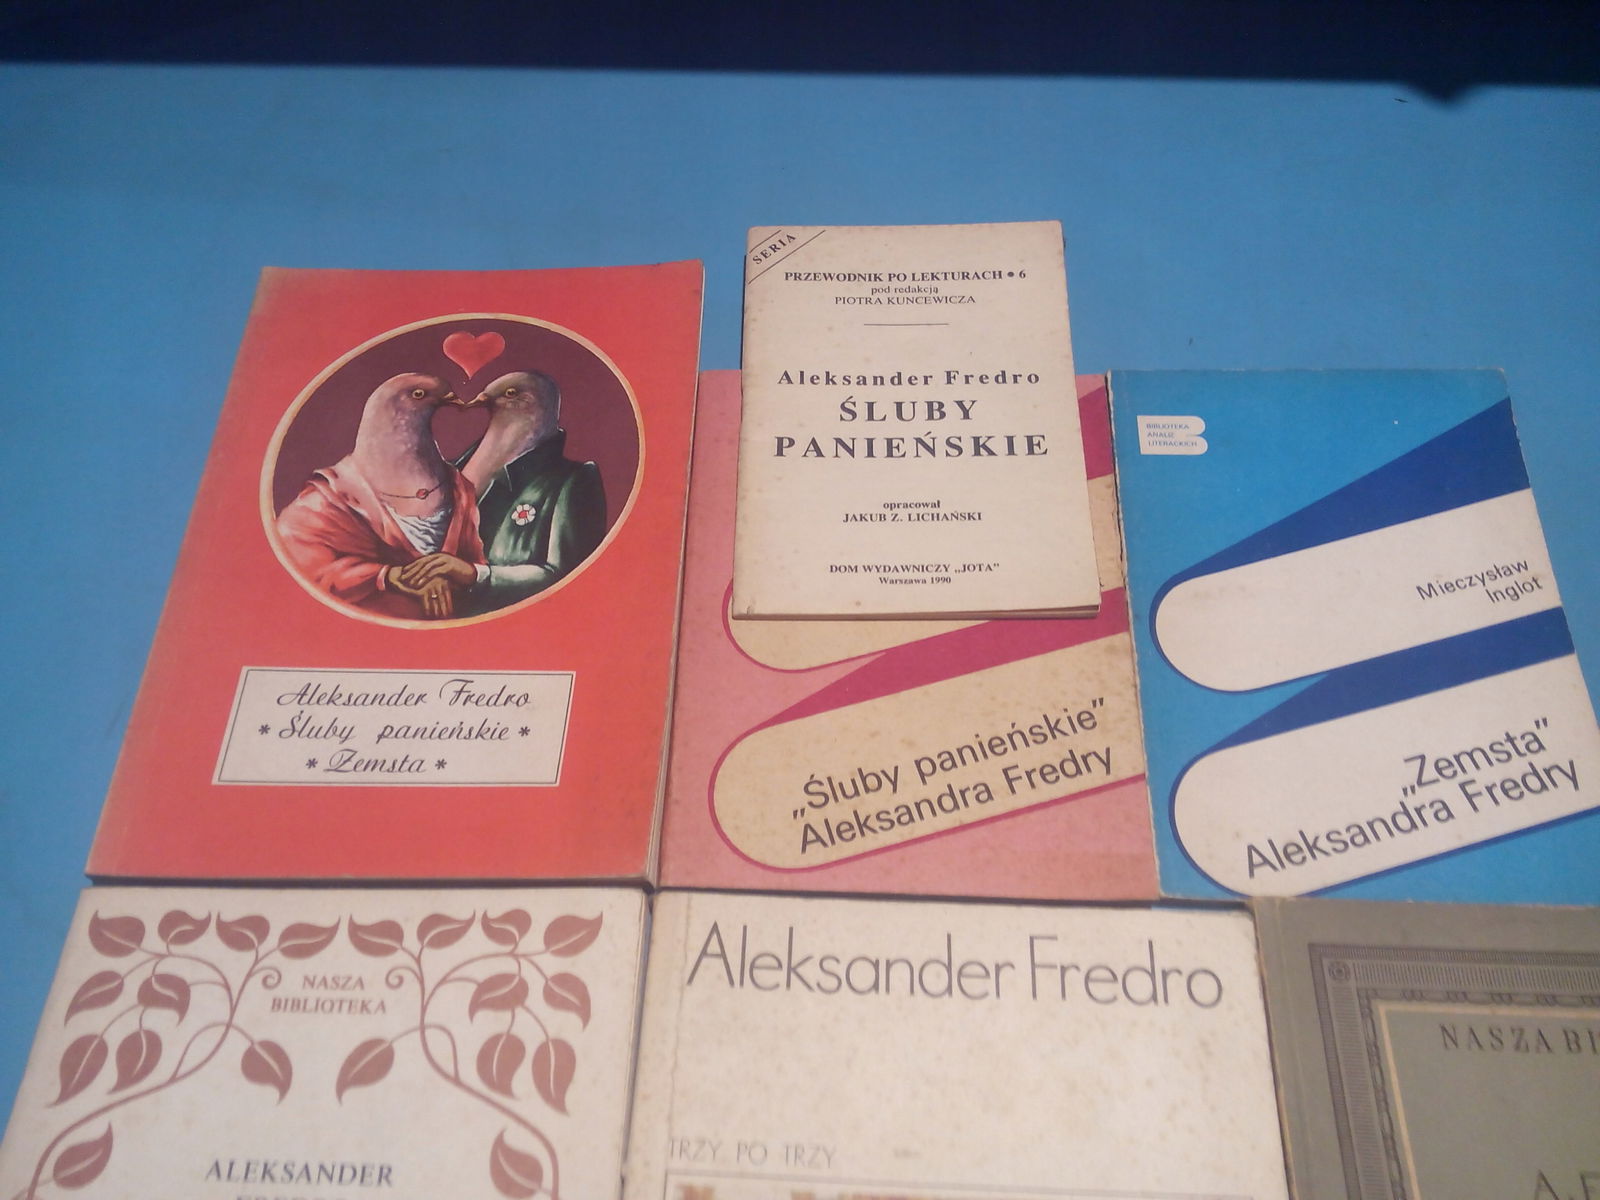 SERIA
PRZEWODNIK PO LEKTURACH • 6
pod redakcją
PIOTRA KUNCEWICZA
Aleksander Fredro
ŚLUBY
PANIEŃSKIE
opracował
JAKUB Z. LICHAŃSKI
DOM WYDAWNICZY „JOTA”
Warszawa 1990
Aleksander Fredro
* Śluby panieńskie *
* Zemsta *
„Śluby panieńskie”
Aleksandra Fredry
BIBLIOTEKA
ANALIZ
LITERACKICH
Mieczysław
Inglot
„Zemsta”
Aleksandra Fredry
NASZA
BIBLIOTEKA
ALEKSANDER
Aleksander Fredro
TRZY PO TRZY
NASZA